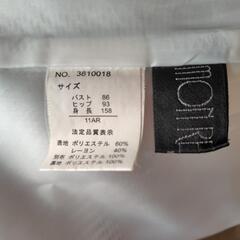 NO. 3810018
サイズ
バスト 86
ヒップ 93
身長 158
11AR
法定品質表示
表地 ポリエステル 60%
レーヨン 40%
別布 ポリエステル 100%
裏地 ポリエステル 100%